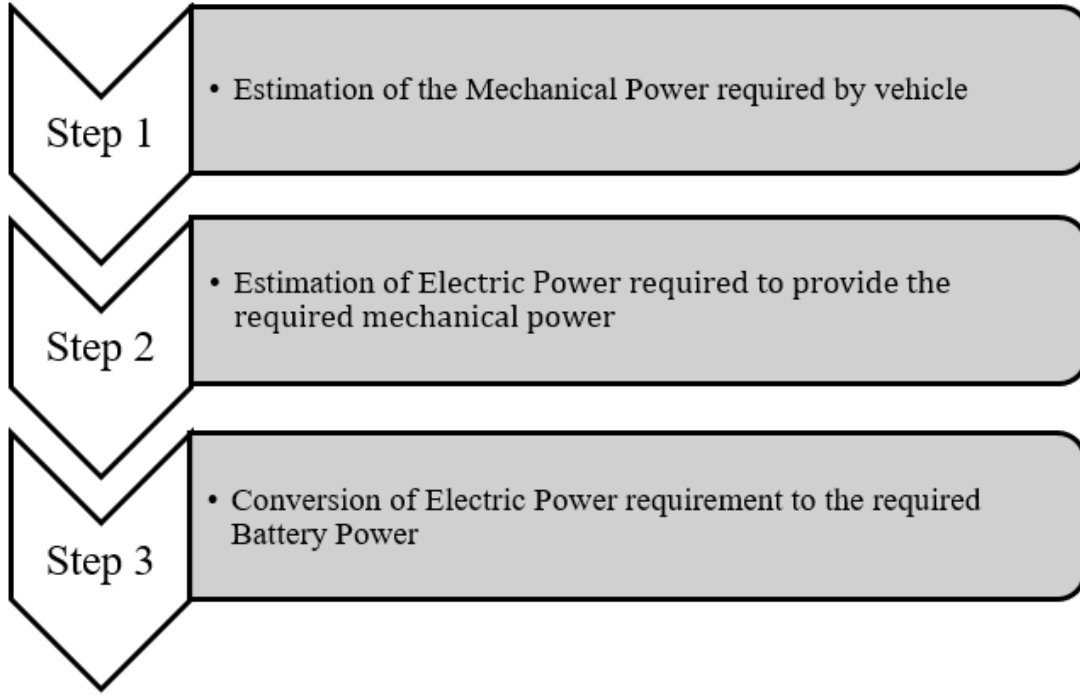 Step 1
• Estimation of the Mechanical Power required by vehicle
Step 2
• Estimation of Electric Power required to provide the
required mechanical power
Step 3
• Conversion of Electric Power requirement to the required
Battery Power